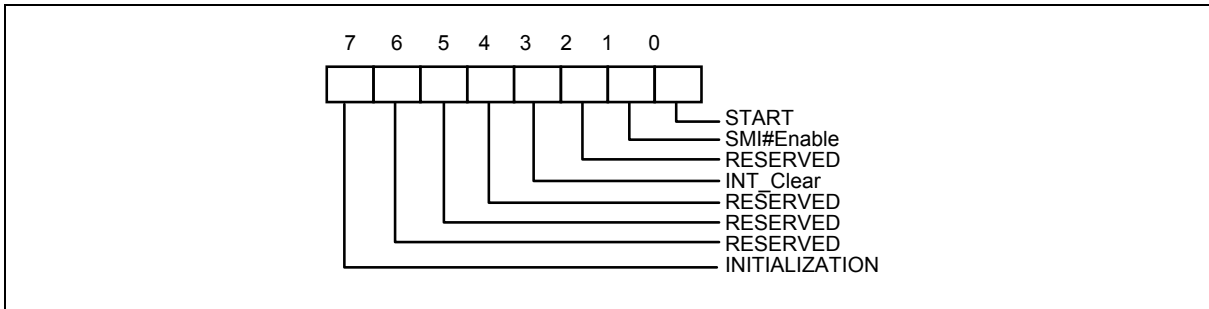 7 6 5 4 3 2 1 0
START
SMI#Enable
RESERVED
INT_Clear
RESERVED
RESERVED
RESERVED
INITIALIZATION